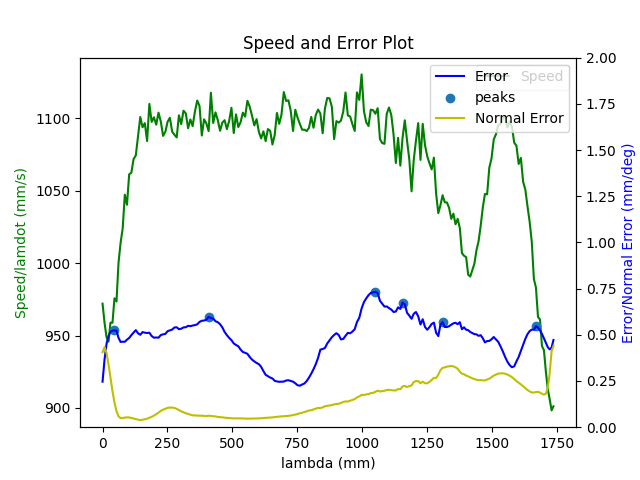 Speed and Error Plot
Error
Speed
peaks
Normal Error
Speed/lamdot (mm/s)
1100
1050
1000
950
900
2.00
1.75
1.50
1.25
1.00
0.75
0.50
0.25
0.00
Error/Normal Error (mm/deg)
0 250 500 750 1000 1250 1500 1750
lambda (mm)